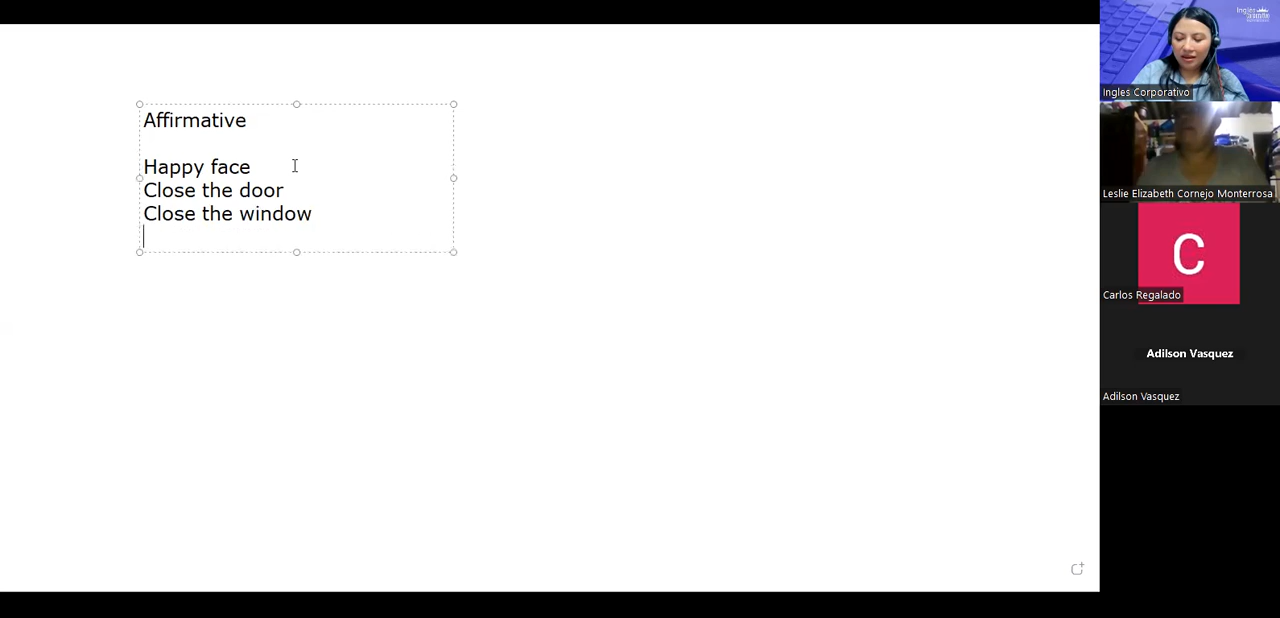 Affirmative
Happy face
Close the door
Close the window
Ingles
Ingles Corporativo
Leslie Elizabeth Cornejo Monterrosa
C
Carlos Regalado
Adilson Vasquez
Adilson Vasquez